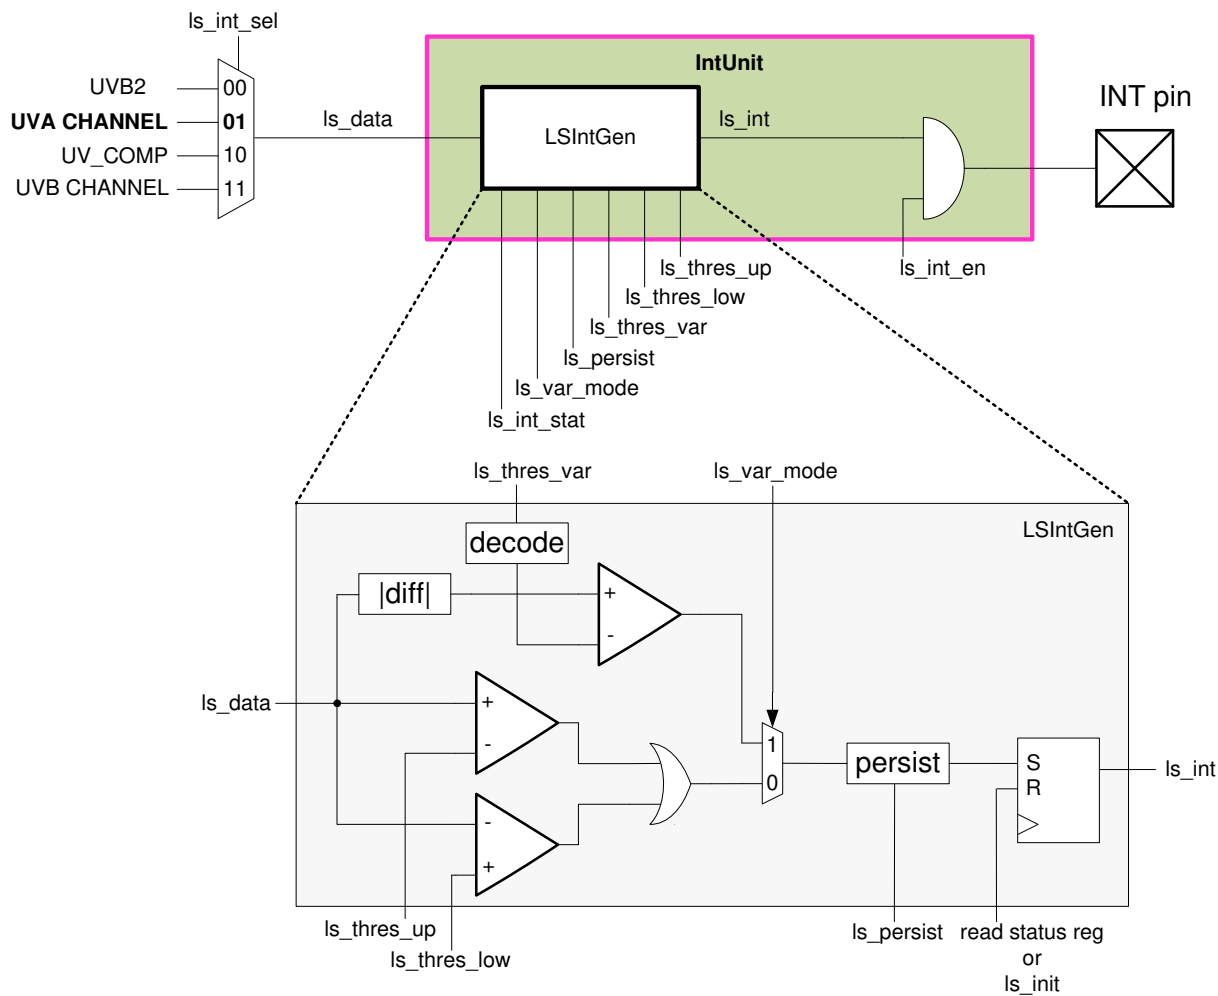 ls_int_sel
UVB2
00
UVA CHANNEL
01
UV_COMP
10
UVB CHANNEL
11
ls_data
IntUnit
LSIntGen
ls_int
INT pin
ls_int_en
ls_thres_up
ls_thres_low
ls_thres_var
ls_persist
ls_var_mode
ls_int_stat
ls_thres_var
ls_var_mode
LSIntGen
decode
|diff|
+
-
ls_data
+
-
-
+
1
0
persist
S
R
ls_int
ls_thres_up
ls_thres_low
ls_persist
read status reg
or
ls_init